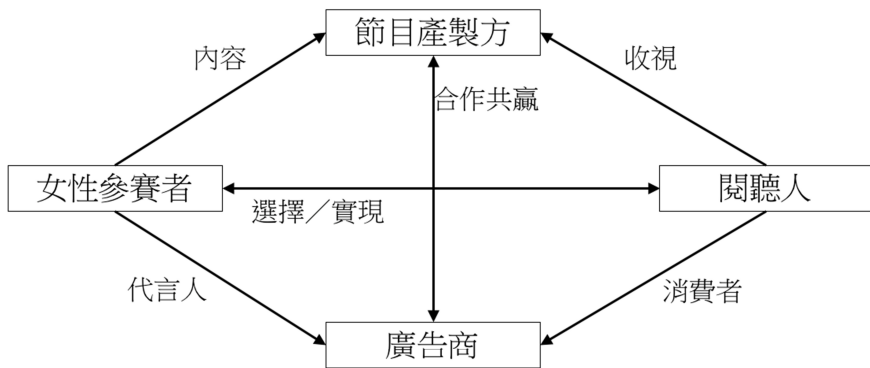 節目產製方
內容
收視
合作共贏
女性參賽者
閱聽人
選擇／實現
代言人
消費者
廣告商